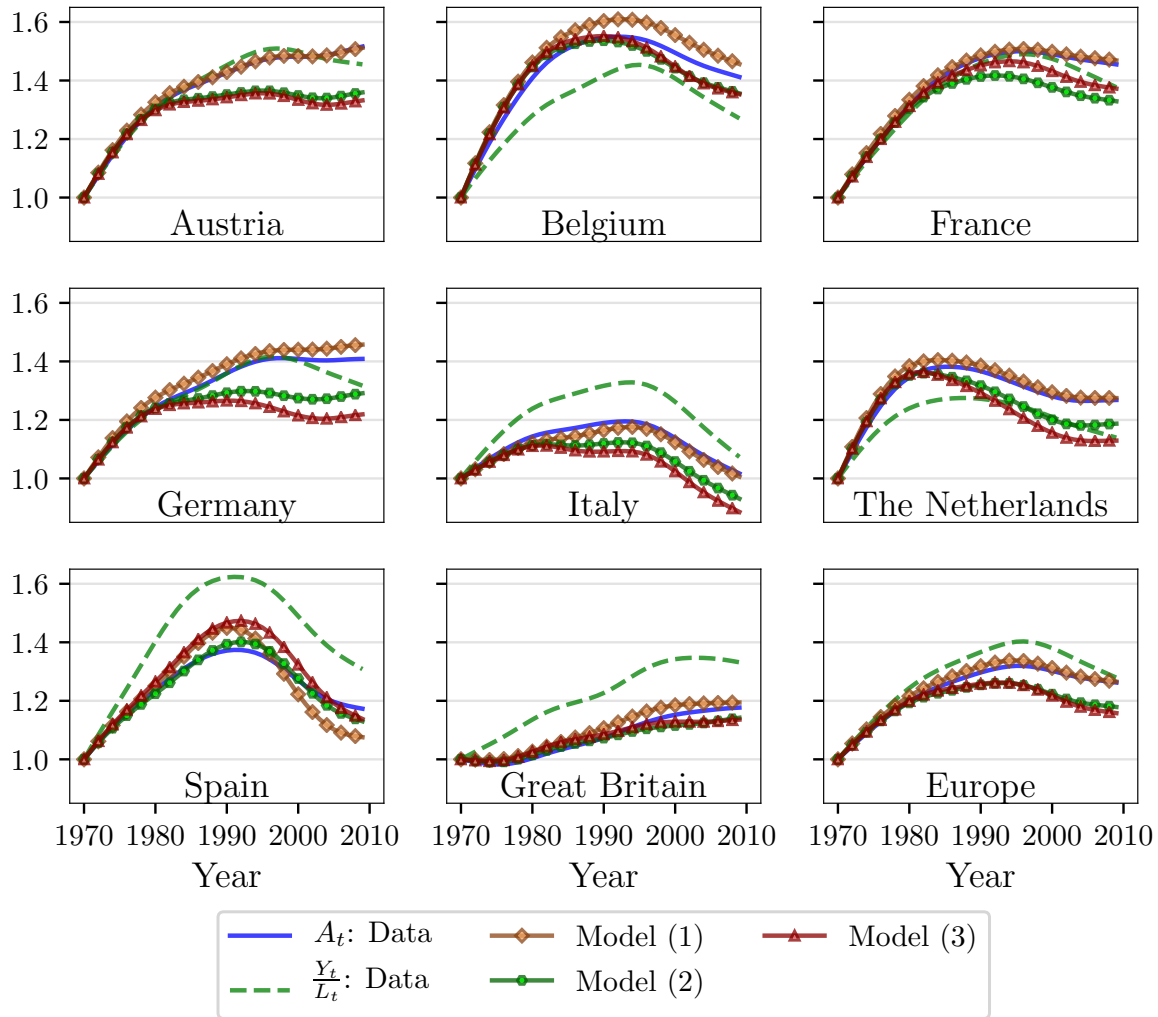 1.6
1.4
1.2
1.0
Austria
Belgium
France
1.6
1.4
1.2
1.0
Germany
Italy
The Netherlands
1.6
1.4
1.2
1.0
Spain
Great Britain
Europe
1970 1980 1990 2000 2010
1970 1980 1990 2000 2010
1970 1980 1990 2000 2010
Year
Year
Year
A_t: Data
Y_t/L_t: Data
Model (1)
Model (2)
Model (3)